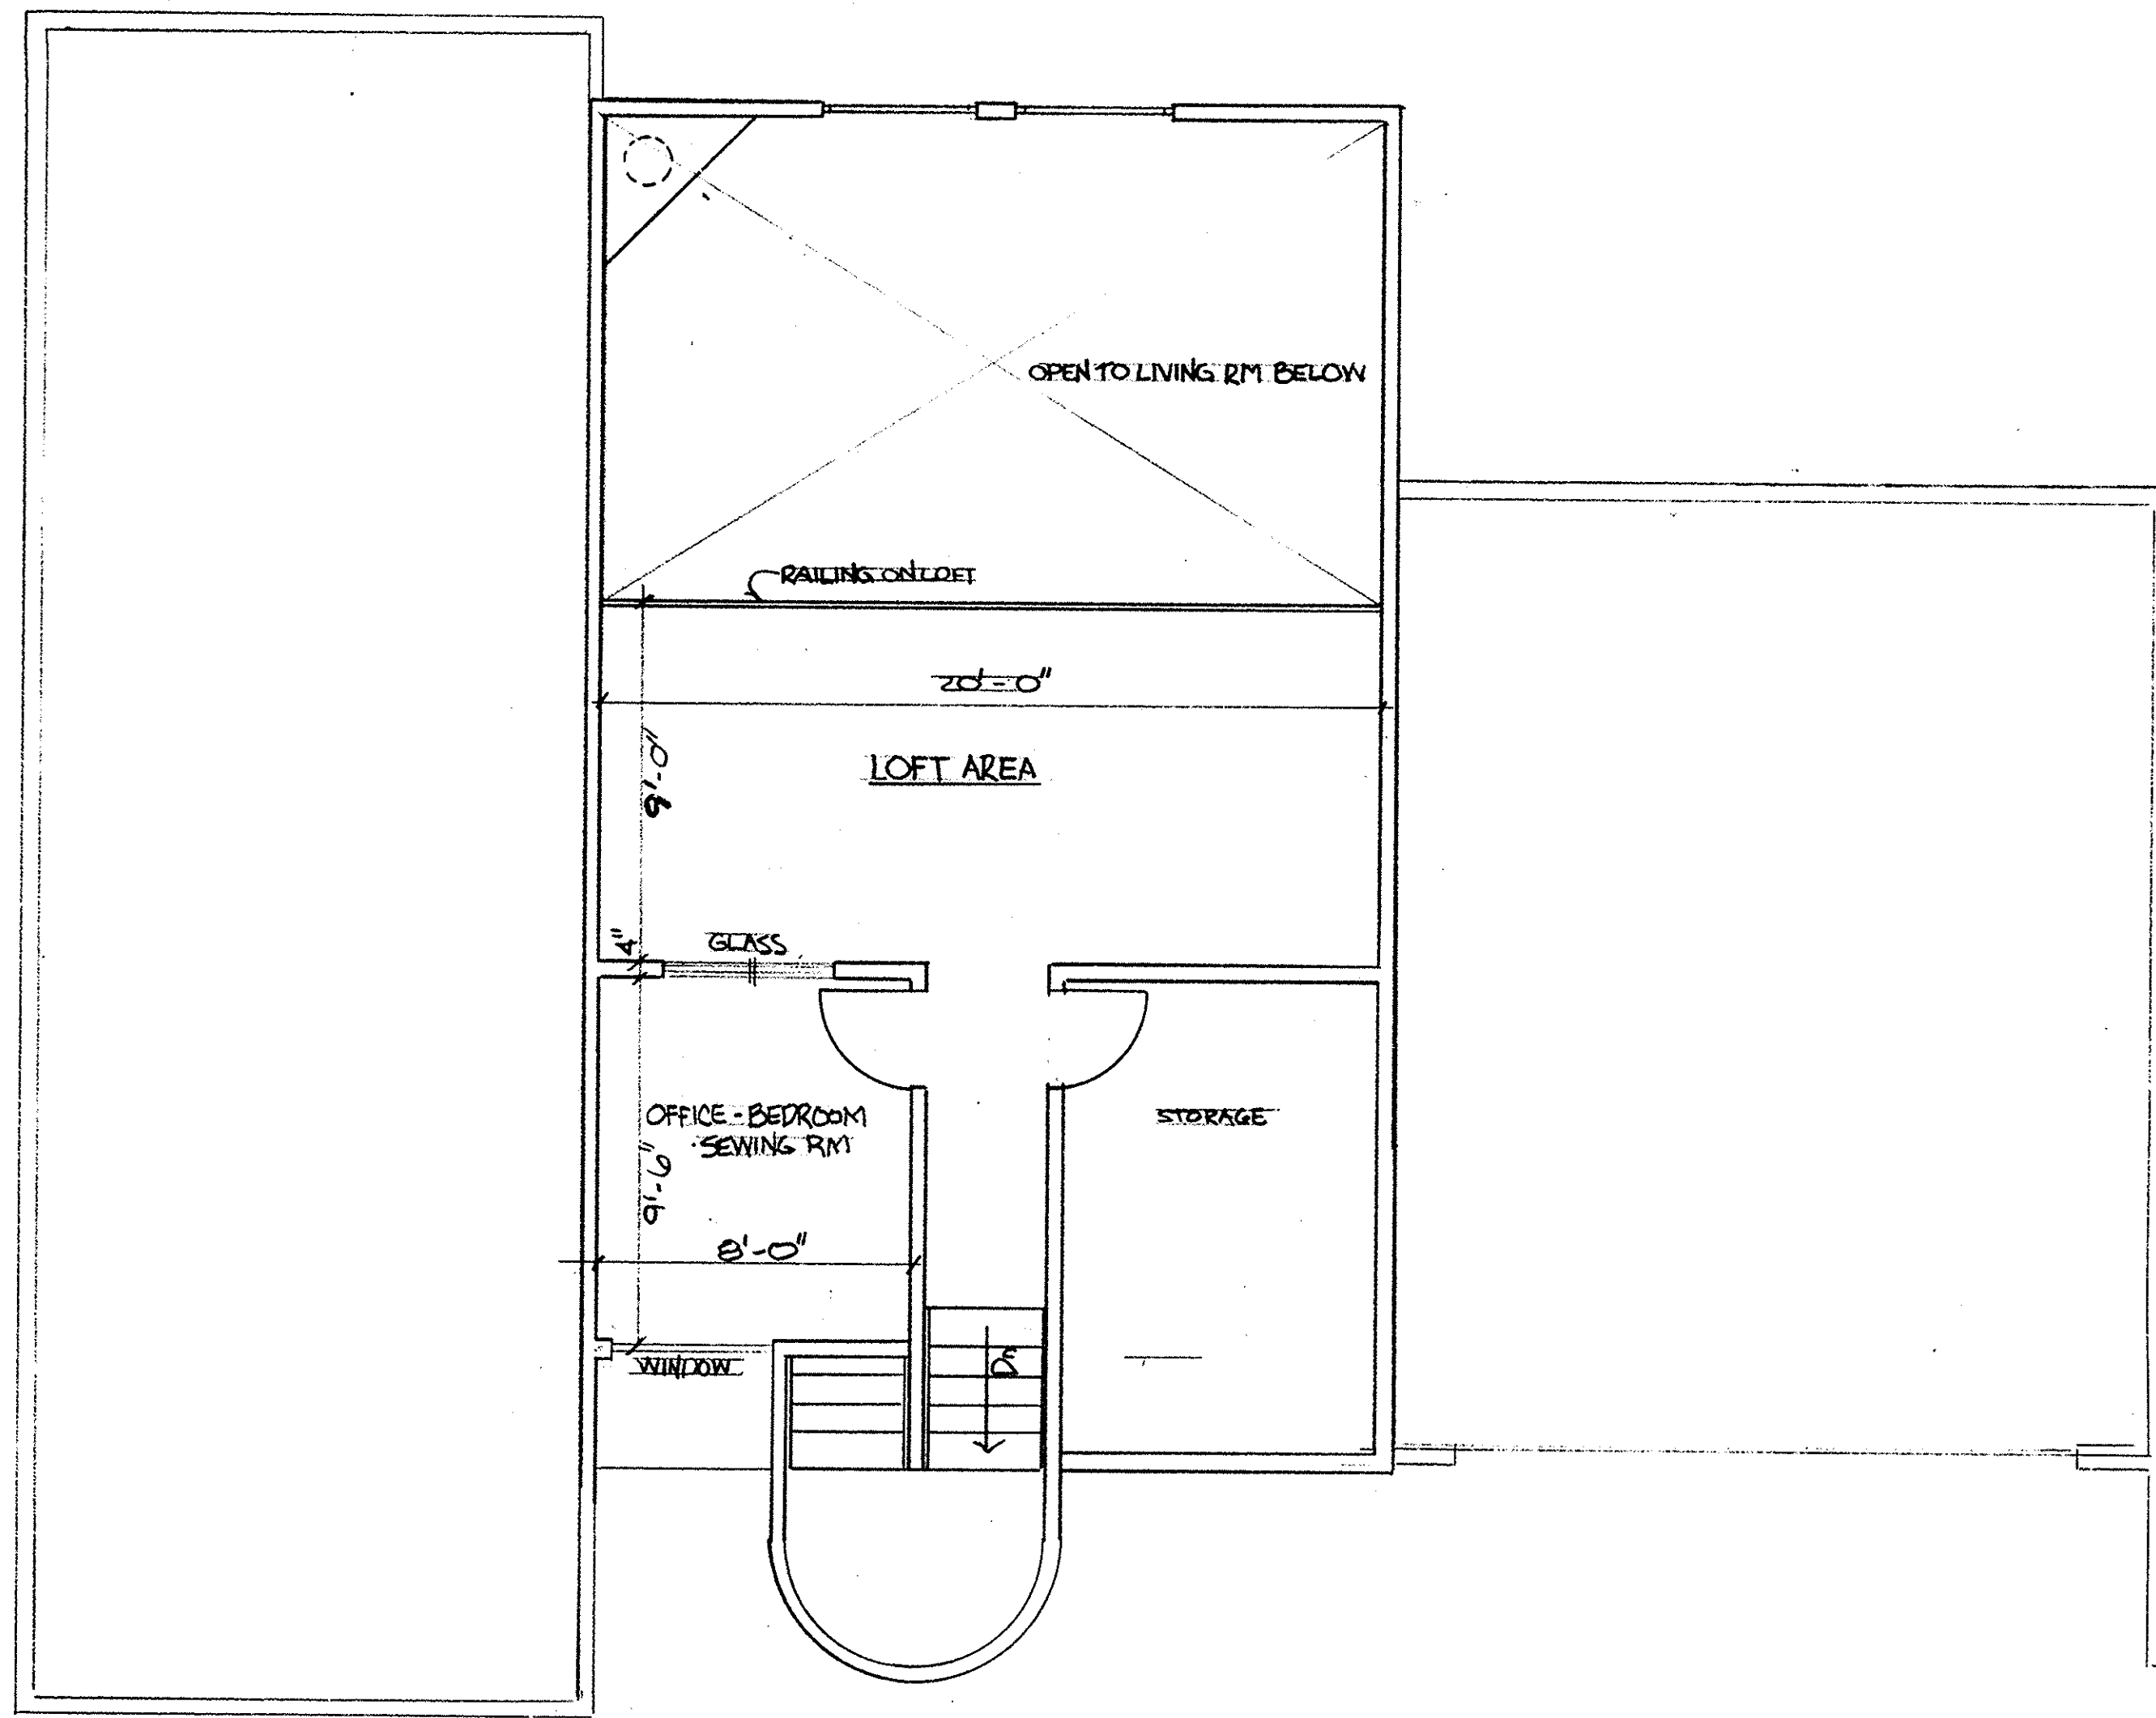 OPEN TO LIVING RM BELOW
RAILING ON LOFT
20'-0"
9'-0"
LOFT AREA
4"
GLASS
OFFICE - BEDROOM
SEWING RM
STORAGE
9'-6"
8'-0"
Dn
WINDOW